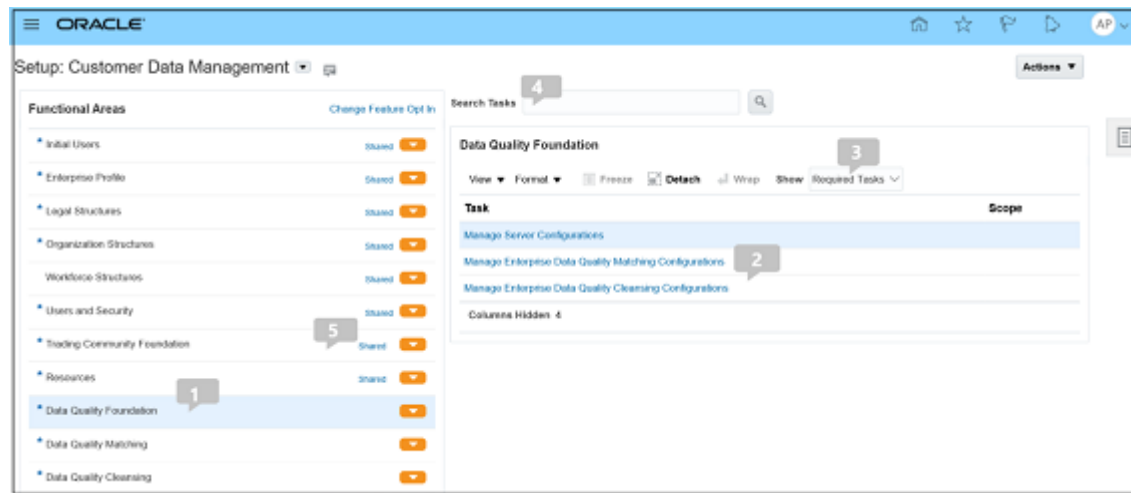 ORACLE
AP
Setup: Customer Data Management
Actions
Functional Areas
Change Feature Opt In
Search Tasks
4
* Initial Users
Shared
Data Quality Foundation
3
* Enterprise Profile
Shared
View Format Freeze Detach Wrap Show Required Tasks
* Legal Structures
Shared
Task
Scope
* Organization Structures
Shared
Manage Server Configurations
Manage Enterprise Data Quality Matching Configurations
2
Workforce Structures
Shared
Manage Enterprise Data Quality Cleansing Configurations
* Users and Security
Shared
Columns Hidden 4
5
* Trading Community Foundation
Shared
* Resources
Shared
1
* Data Quality Foundation
* Data Quality Matching
* Data Quality Cleansing